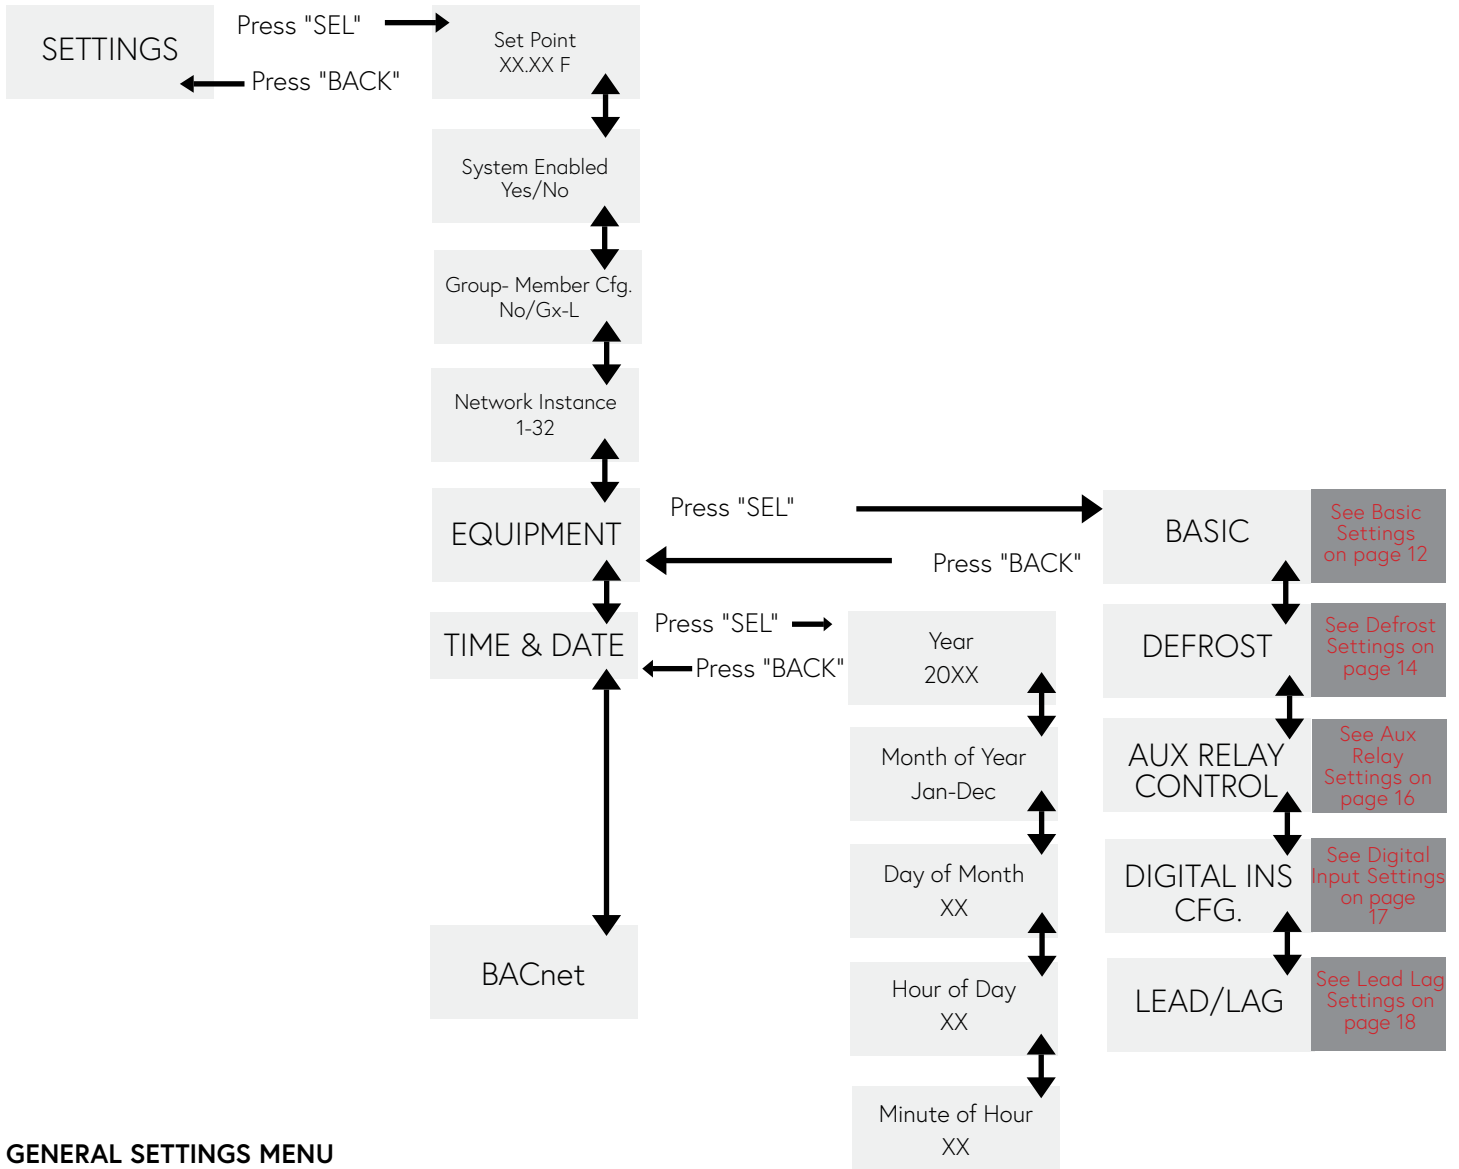 SETTINGS
Press "SEL"
Press "BACK"
Set Point
XX.XX F
System Enabled
Yes/No
Group- Member Cfg.
No/Gx-L
Network Instance
1-32
EQUIPMENT
Press "SEL"
Press "BACK"
BASIC
See Basic
Settings
on page 12
DEFROST
See Defrost
Settings on
page 14
AUX RELAY
CONTROL
See Aux
Relay
Settings on
page 16
DIGITAL INS
CFG.
See Digital
Input Settings
on page
17
LEAD/LAG
See Lead Lag
Settings on
page 18
TIME & DATE
Press "SEL"
Press "BACK"
Year
20XX
Month of Year
Jan-Dec
Day of Month
XX
Hour of Day
XX
Minute of Hour
XX
BACnet
GENERAL SETTINGS MENU